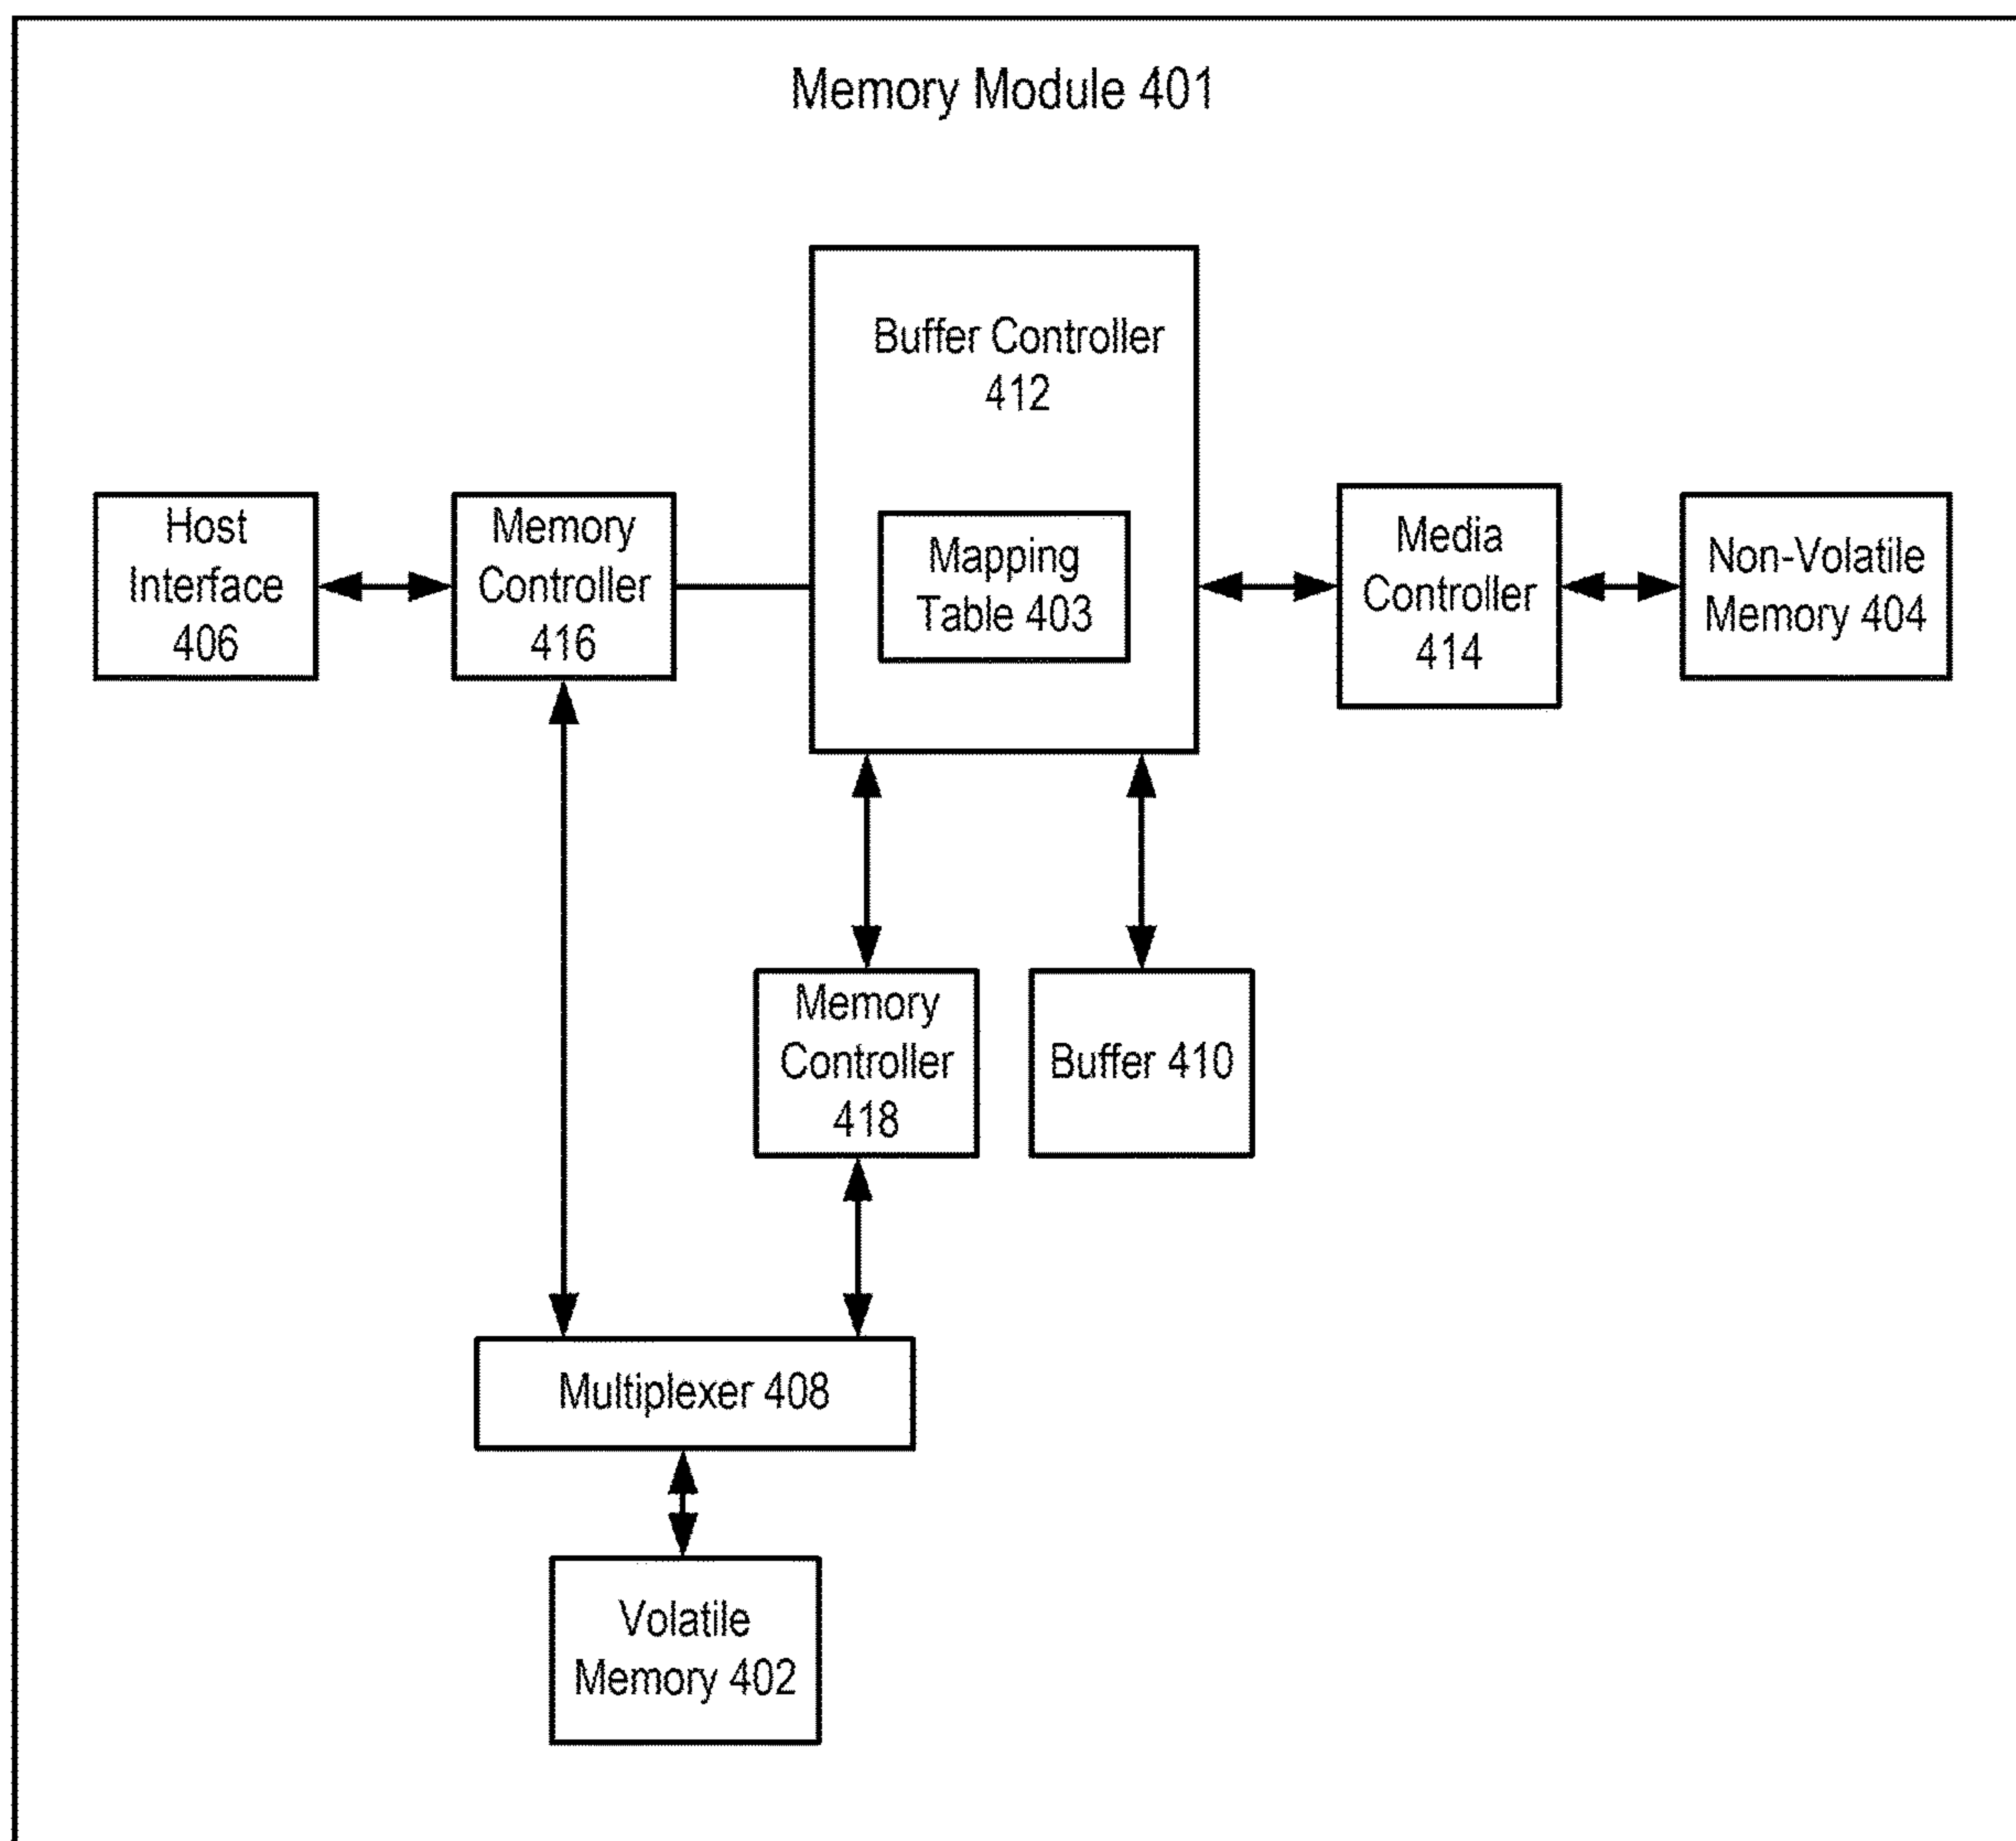 Memory Module 401
Buffer Controller
412
Host
Interface
406
Memory
Controller
416
Mapping
Table 403
Media
Controller
414
Non-Volatile
Memory 404
Memory
Controller
418
Buffer 410
Multiplexer 408
Volatile
Memory 402